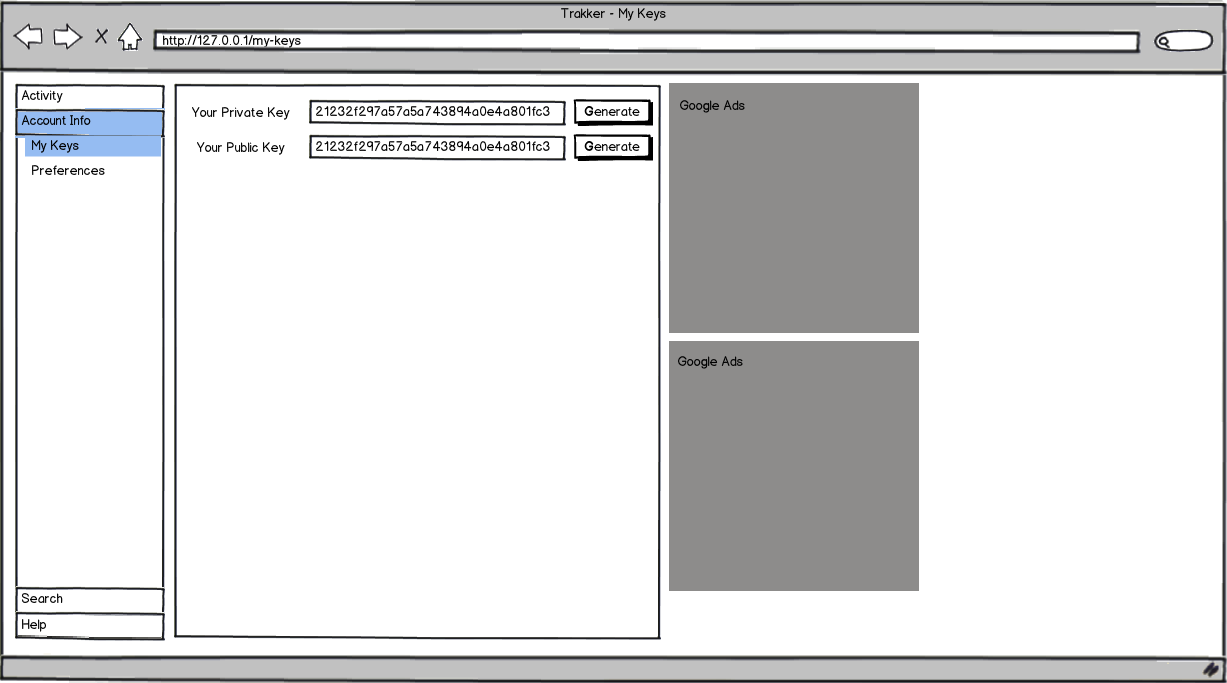 Trakker - My Keys
http://127.0.0.1/my-keys
Activity
Account Info
My Keys
Preferences
Search
Help
Your Private Key 21232f297a57a5a743894a0e4a801fc3 Generate
Your Public Key 21232f297a57a5a743894a0e4a801fc3 Generate
Google Ads
Google Ads